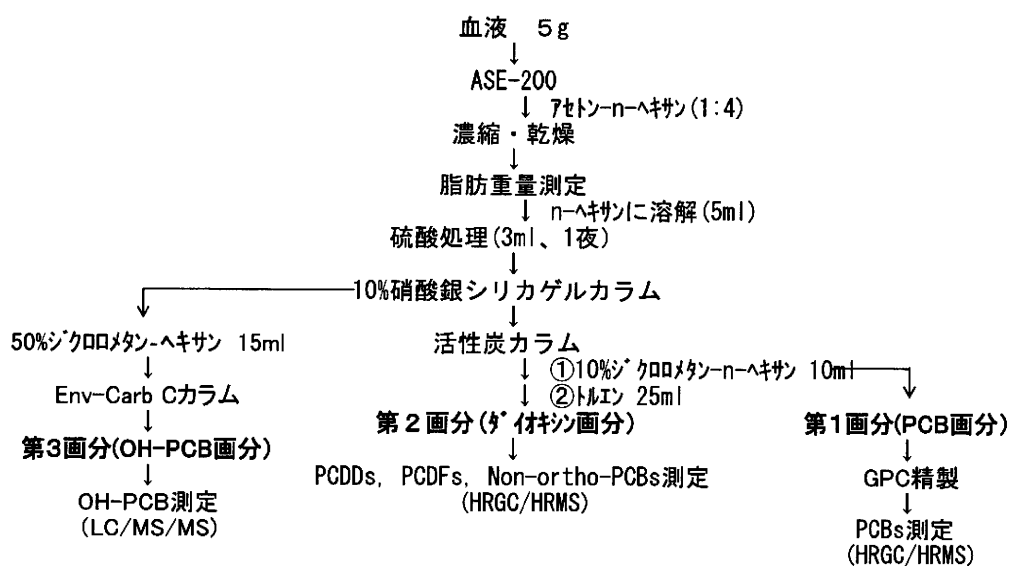 血液 5g
↓
ASE-200
↓ ｱｾﾄﾝ-n-ﾍｷｻﾝ(1:4)
濃縮・乾燥
↓
脂肪重量測定
↓ n-ﾍｷｻﾝに溶解(5ml)
硫酸処理(3ml、1夜)
↓
10%硝酸銀シリカゲルカラム
↓
50%ｼﾞｸﾛﾛﾒﾀﾝ-ﾍｷｻﾝ 15ml
↓
Env-Carb Cカラム
↓
第3画分(OH-PCB画分)
↓
OH-PCB測定
(LC/MS/MS)
活性炭カラム
↓ ①10%ｼﾞｸﾛﾛﾒﾀﾝ-n-ﾍｷｻﾝ 10ml
↓ ②ﾄﾙｴﾝ 25ml
第2画分(ﾀﾞｲｵｷｼﾝ画分)
↓
PCDDs, PCDFs, Non-ortho-PCBs測定
(HRGC/HRMS)
第1画分(PCB画分)
↓
GPC精製
↓
PCBs測定
(HRGC/HRMS)